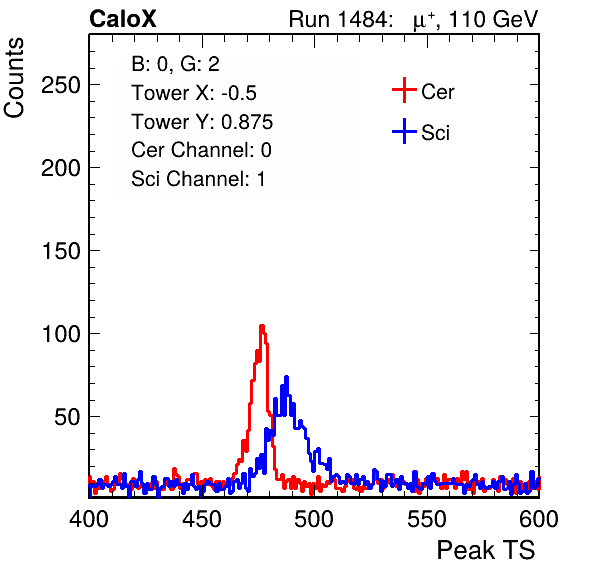 CaloX Run 1484: μ⁺, 110 GeV
Counts
B: 0, G: 2
Tower X: -0.5
Tower Y: 0.875
Cer Channel: 0
Sci Channel: 1
Cer
Sci
250
200
150
100
50
400 450 500 550 600
Peak TS